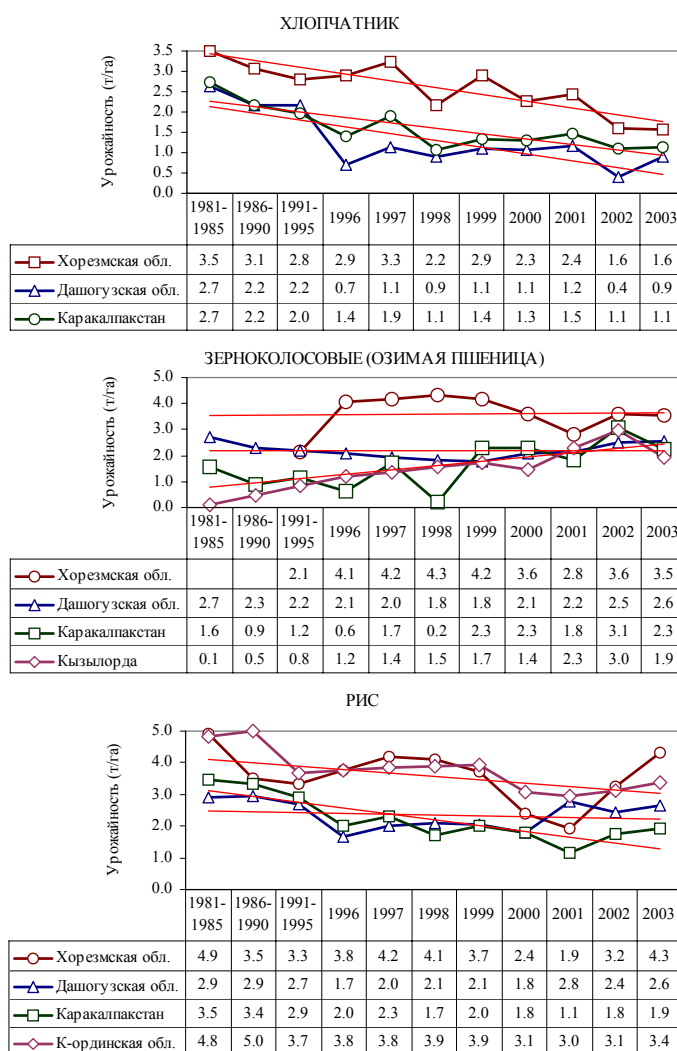 ХЛОПЧАТНИК
Урожайность (т/га)
3.5
3.0
2.5
2.0
1.5
1.0
0.5
0.0
1981-1985 1986-1990 1991-1995 1996 1997 1998 1999 2000 2001 2002 2003
Хорезмская обл. 3.5 3.1 2.8 2.9 3.3 2.2 2.9 2.3 2.4 1.6 1.6
Дашогузская обл. 2.7 2.2 2.2 0.7 1.1 0.9 1.1 1.1 1.2 0.4 0.9
Каракалпакстан 2.7 2.2 2.0 1.4 1.9 1.1 1.4 1.3 1.5 1.1 1.1
ЗЕРНОКОЛОСОВЫЕ (ОЗИМАЯ ПШЕНИЦА)
Урожайность (т/га)
5.0
4.0
3.0
2.0
1.0
0.0
1981-1985 1986-1990 1991-1995 1996 1997 1998 1999 2000 2001 2002 2003
Хорезмская обл. 2.1 4.1 4.2 4.3 4.2 3.6 2.8 3.6 3.5
Дашогузская обл. 2.7 2.3 2.2 2.1 2.0 1.8 1.8 2.1 2.2 2.5 2.6
Каракалпакстан 1.6 0.9 1.2 0.6 1.7 0.2 2.3 2.3 1.8 3.1 2.3
Кызылорда 0.1 0.5 0.8 1.2 1.4 1.5 1.7 1.4 2.3 3.0 1.9
РИС
Урожайность (т/га)
5.0
4.0
3.0
2.0
1.0
0.0
1981-1985 1986-1990 1991-1995 1996 1997 1998 1999 2000 2001 2002 2003
Хорезмская обл. 4.9 3.5 3.3 3.8 4.2 4.1 3.7 2.4 1.9 3.2 4.3
Дашогузская обл. 2.9 2.9 2.7 1.7 2.0 2.1 2.1 1.8 2.8 2.4 2.6
Каракалпакстан 3.5 3.4 2.9 2.0 2.3 1.7 2.0 1.8 1.1 1.8 1.9
К-ординская обл. 4.8 5.0 3.7 3.8 3.8 3.9 3.9 3.1 3.0 3.1 3.4